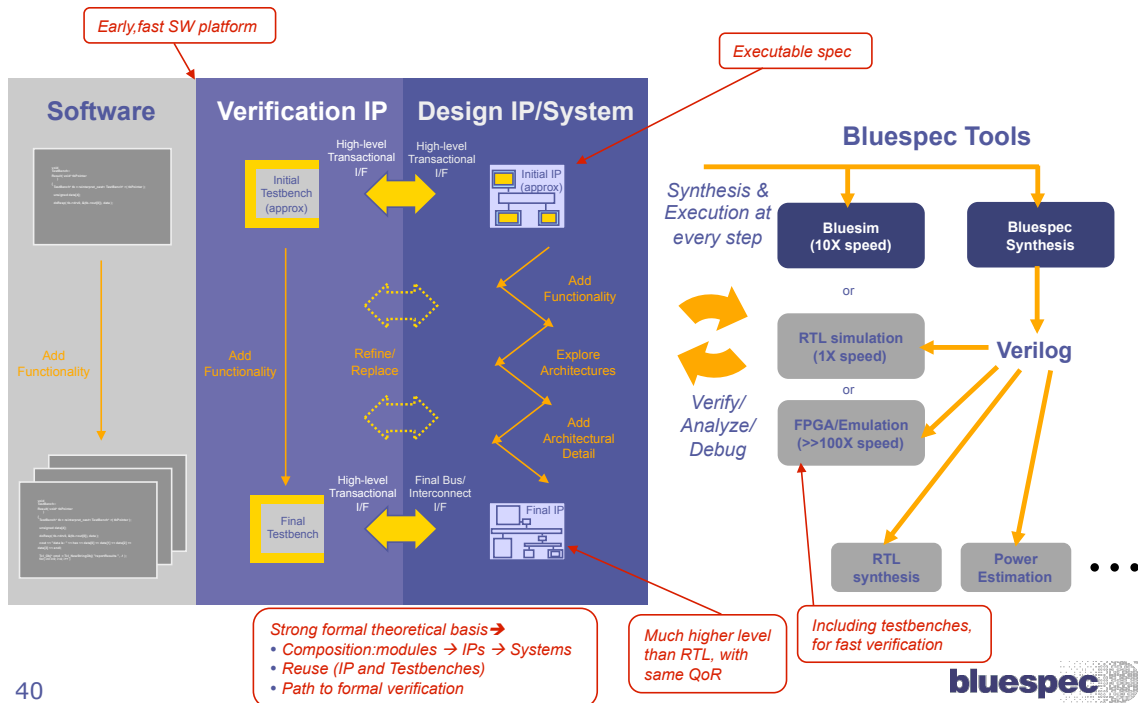 Early,fast SW platform
Executable spec
Software
Verification IP
Design IP/System
High-level
Transactional
I/F
High-level
Transactional
I/F
Initial
Testbench
(approx)
Initial IP
(approx)
Add
Functionality
Add
Functionality
Refine/
Replace
Add
Functionality
Explore
Architectures
Add
Architectural
Detail
High-level
Transactional
I/F
Final Bus/
Interconnect
I/F
Final
Testbench
Final IP
Bluespec Tools
Synthesis &
Execution at
every step
Bluesim
(10X speed)
Bluespec
Synthesis
or
RTL simulation
(1X speed)
Verilog
or
FPGA/Emulation
(>>100X speed)
Verify/
Analyze/
Debug
RTL
synthesis
Power
Estimation
• • •
Strong formal theoretical basis➔
• Composition:modules → IPs → Systems
• Reuse (IP and Testbenches)
• Path to formal verification
Much higher level
than RTL, with
same QoR
Including testbenches,
for fast verification
40
bluespec